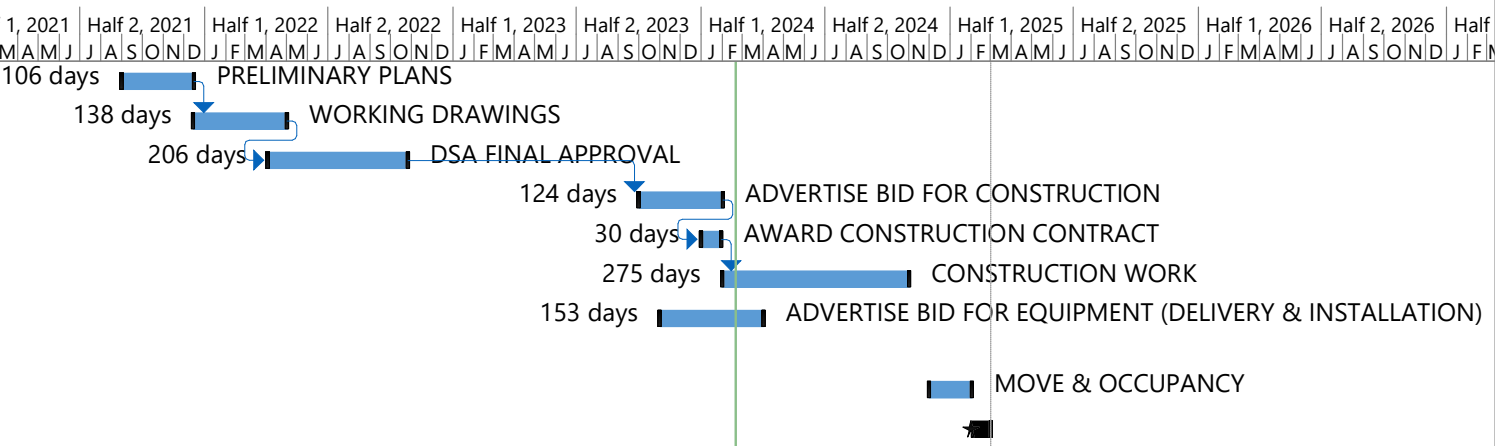 1, 2021 Half 2, 2021 Half 1, 2022 Half 2, 2022 Half 1, 2023 Half 2, 2023 Half 1, 2024 Half 2, 2024 Half 1, 2025 Half 2, 2025 Half 1, 2026 Half 2, 2026 Half
M A M J J A S O N D J F M A M J J A S O N D J F M A M J J A S O N D J F M A M J J A S O N D J F M A M J J A S O N D J F M A M J J A S O N D J F M
106 days PRELIMINARY PLANS
138 days WORKING DRAWINGS
206 days DSA FINAL APPROVAL
124 days ADVERTISE BID FOR CONSTRUCTION
30 days AWARD CONSTRUCTION CONTRACT
275 days CONSTRUCTION WORK
153 days ADVERTISE BID FOR EQUIPMENT (DELIVERY & INSTALLATION)
MOVE & OCCUPANCY